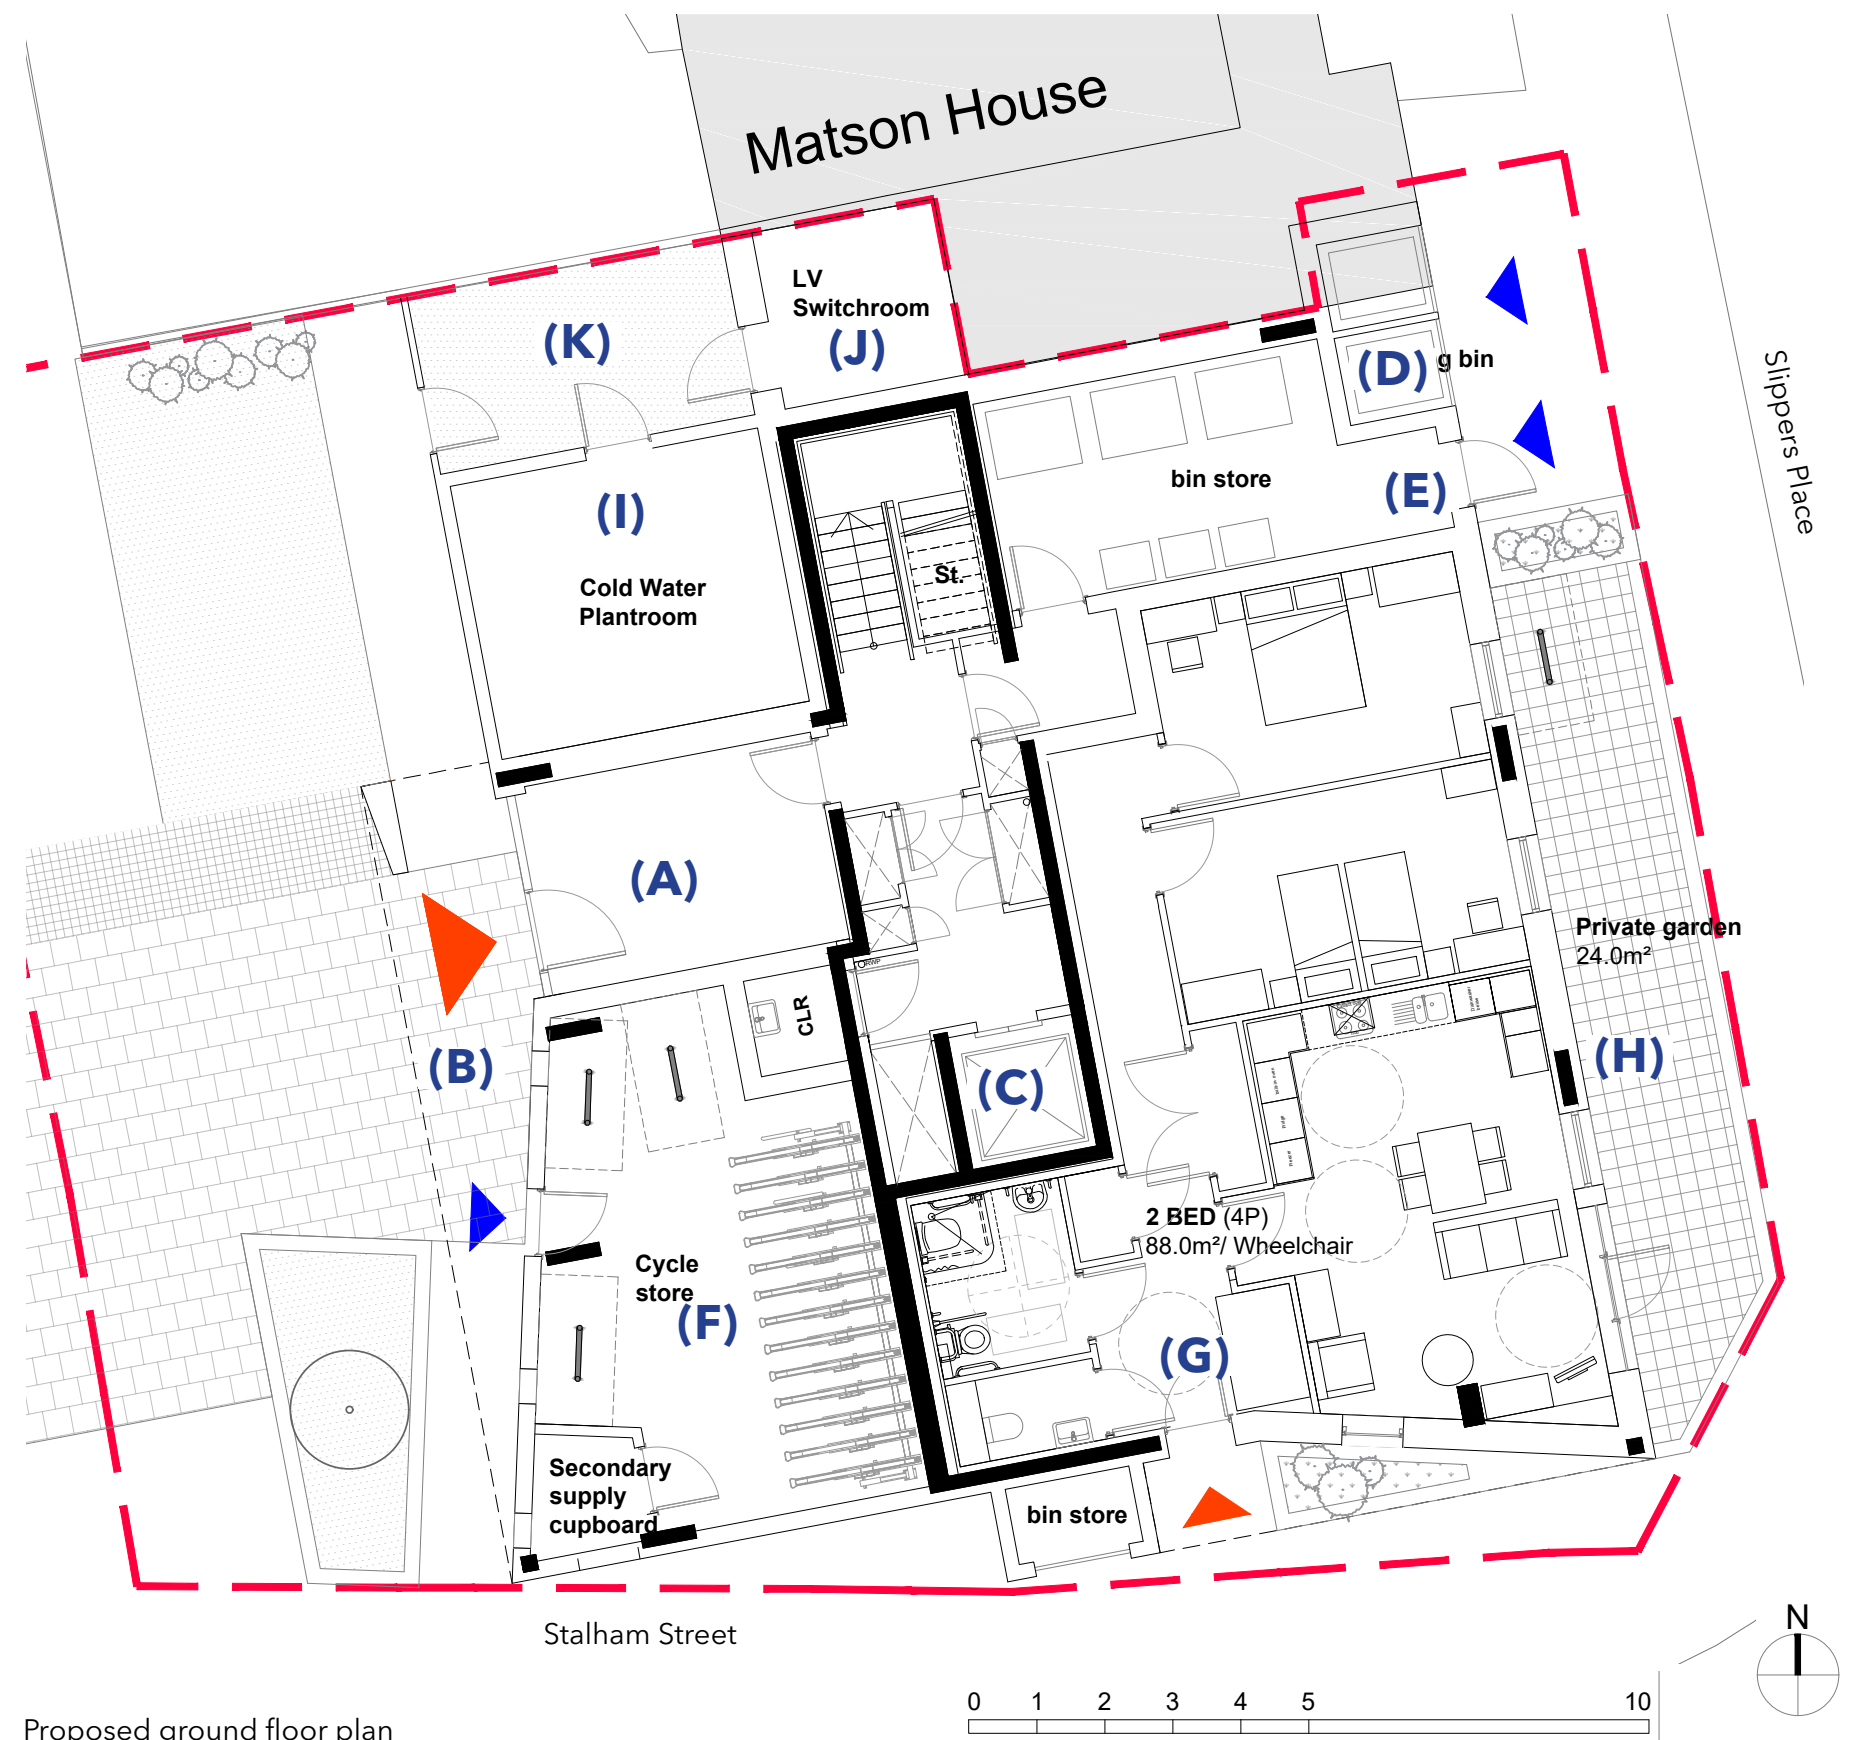 Matson House
LV
Switchroom
(J)
(K)
(D)
g bin
Slippers Place
bin store
(E)
(I)
St.
Cold Water
Plantroom
(A)
Private garden
24.0m²
CLR
RWP
(B)
(C)
(H)
2 BED (4P)
88.0m²/ Wheelchair
Cycle
store
(F)
(G)
Secondary
supply
cupboard
bin store
Stalham Street
N
0 1 2 3 4 5 10
Proposed ground floor plan